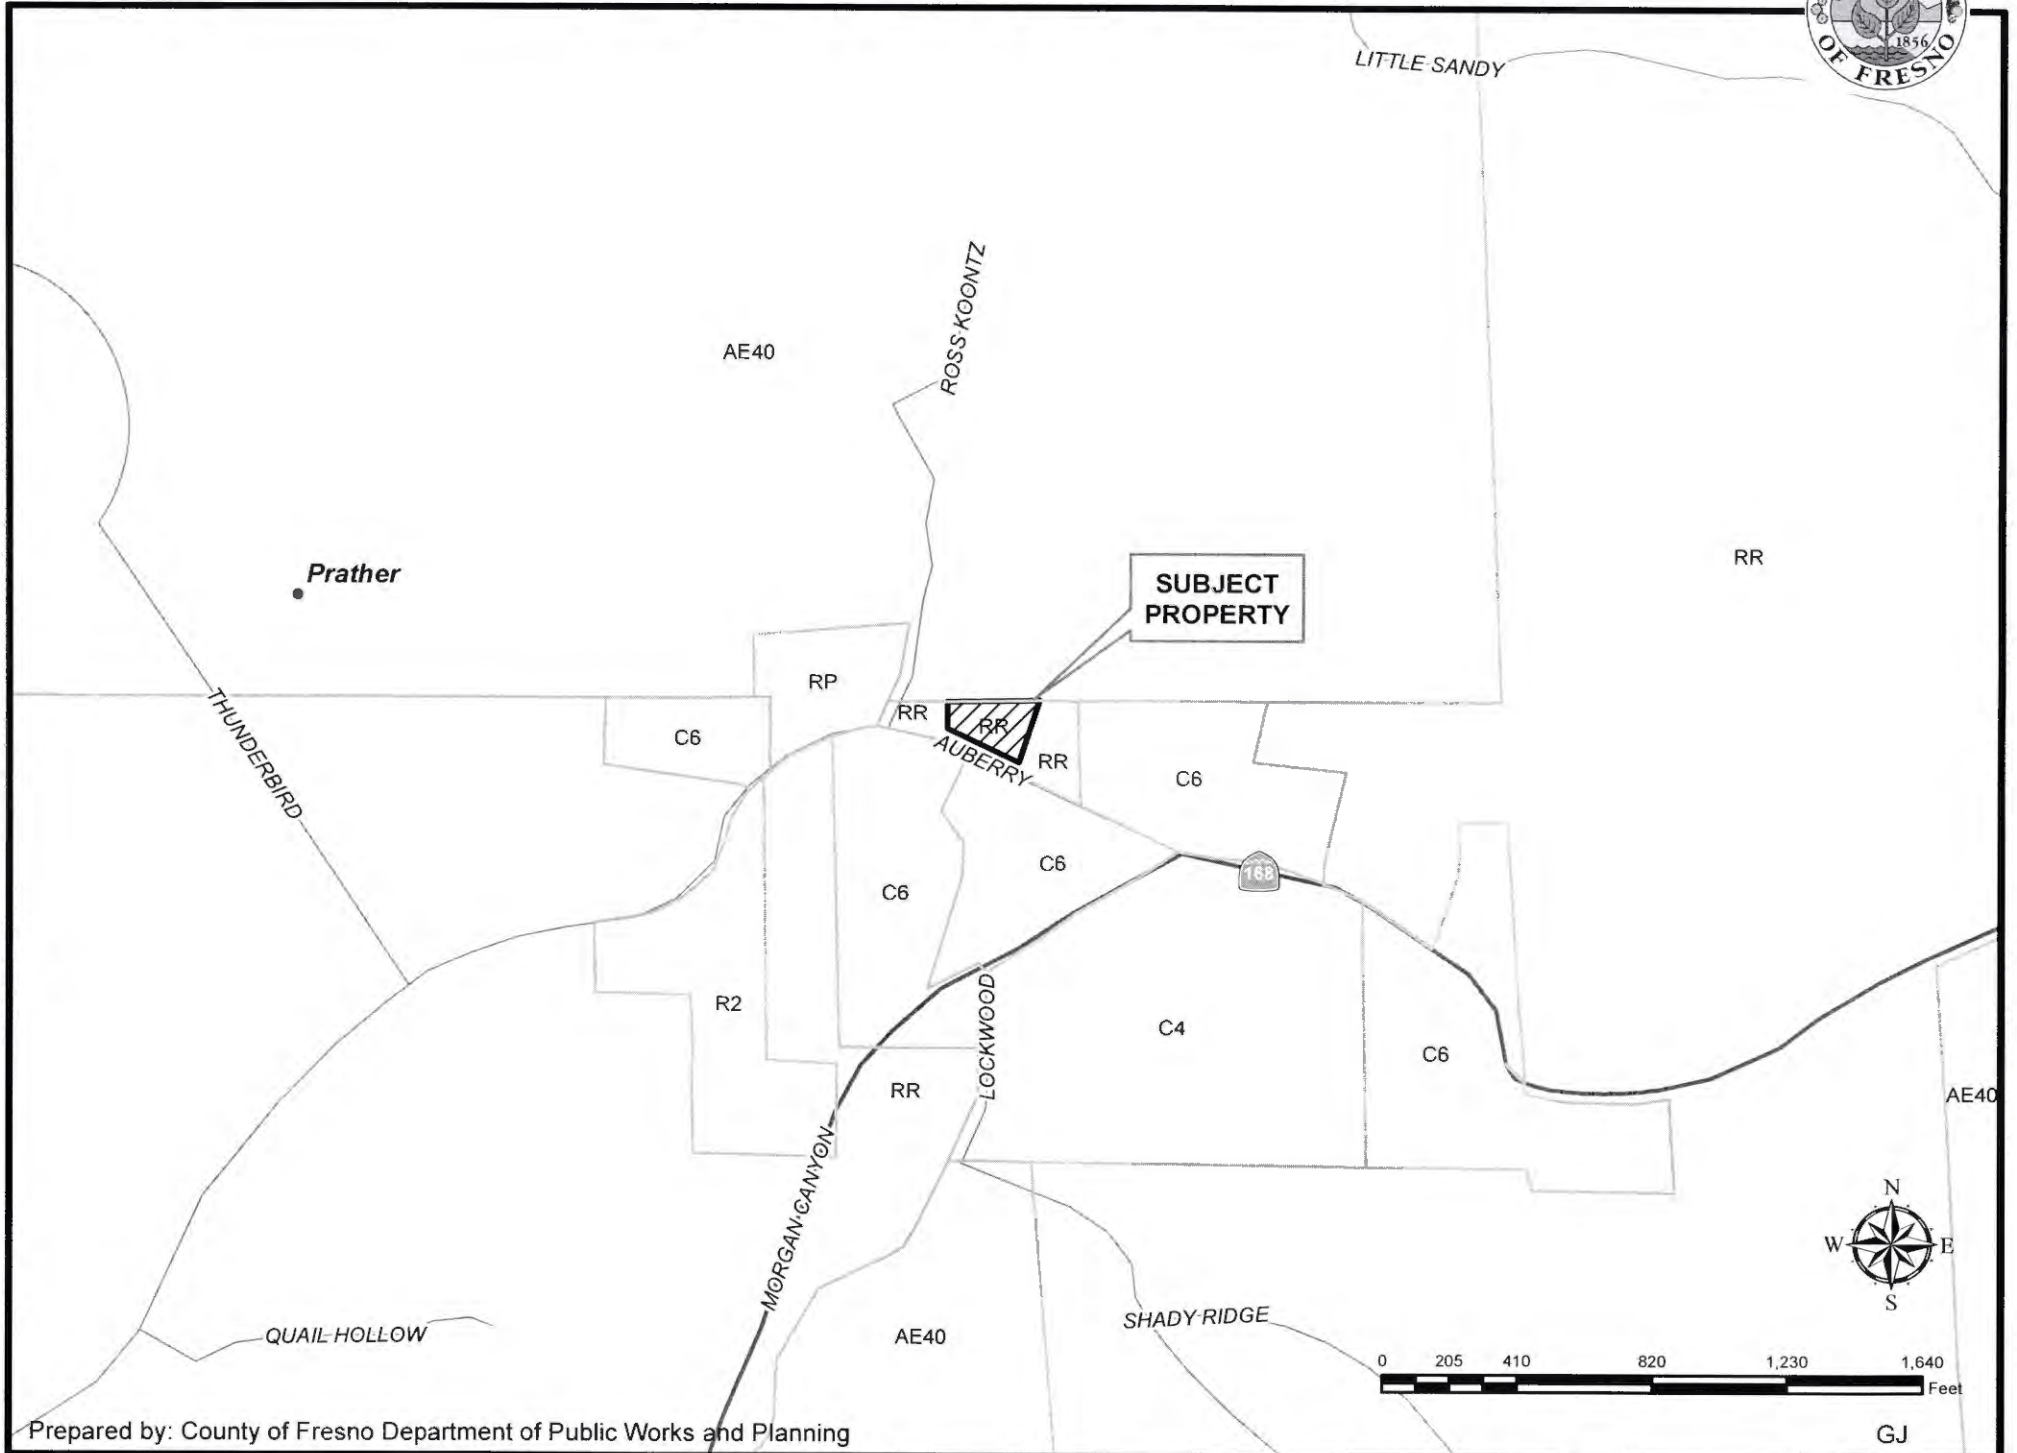 1856
OF FRESNO
LITTLE SANDY
ROSS KOONTZ
AE40
RR
Prather
SUBJECT
PROPERTY
RP
RR
RR
C6
THUNDERBIRD
AUBERRY
RR
C6
C6
C6
168
R2
LOCKWOOD
C4
C6
RR
AE40
MORGAN CANYON
N
W
E
S
QUAIL HOLLOW
AE40
SHADY RIDGE
0 205 410 820 1,230 1,640
Feet
Prepared by: County of Fresno Department of Public Works and Planning
GJ